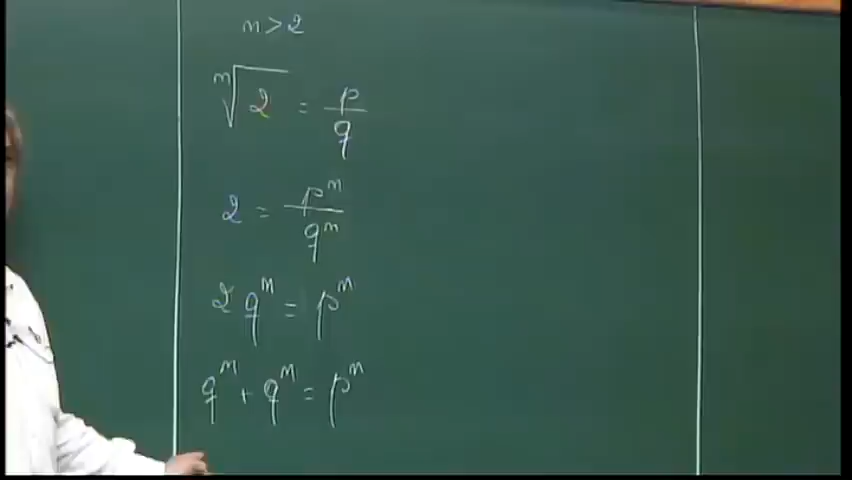 n > 2
ⁿ√2 = p/q
2 = pⁿ/qⁿ
2qⁿ = pⁿ
qⁿ + qⁿ = pⁿ